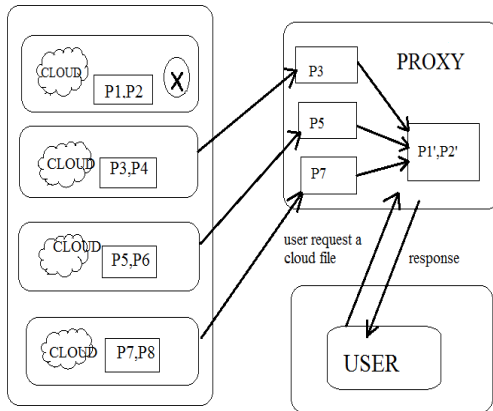 CLOUD
P1,P2
X
CLOUD
P3,P4
CLOUD
P5,P6
CLOUD
P7,P8
PROXY
P3
P5
P7
P1',P2'
user request a
cloud file
response
USER